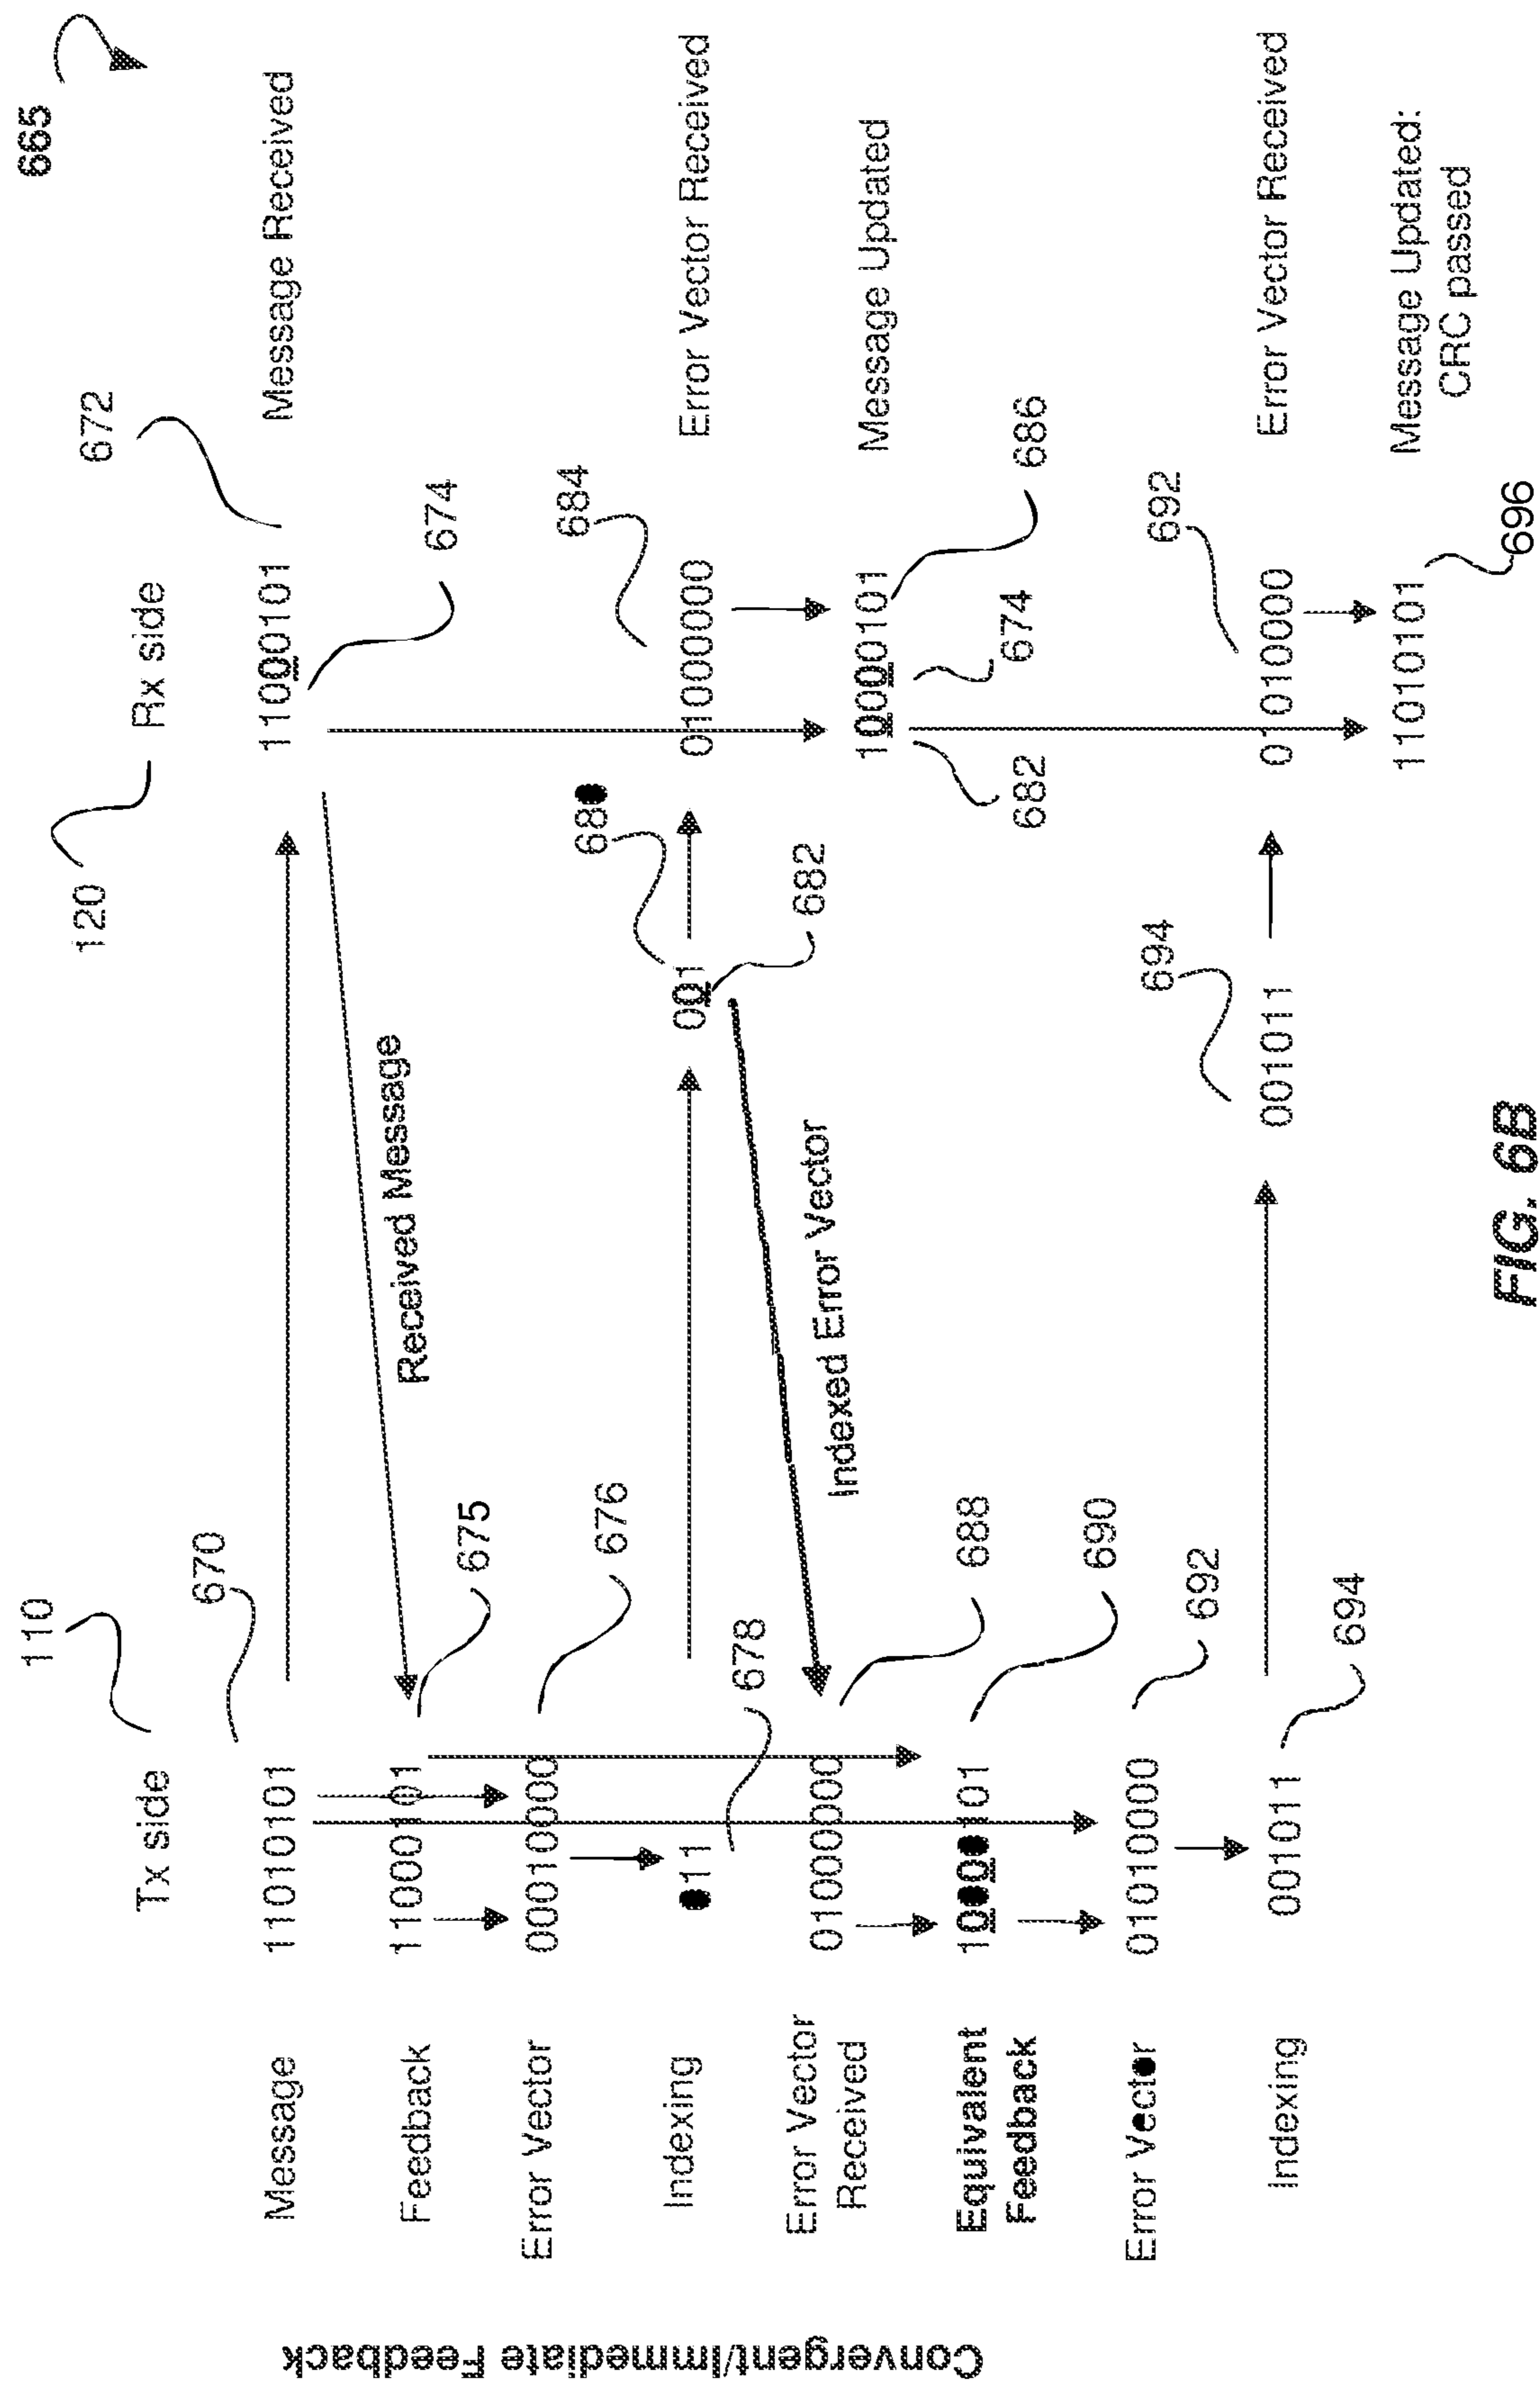 665
110
120
672
Tx side
Rx side
670
Message
11010101
11000101
Message Received
674
Received Message
Feedback
11000101
675
Error Vector
00010000
676
684
Indexing
001
01000000
Error Vector Received
678
682
Indexed Error Vector
Error Vector
Received
01000000
688
10000101
Message Updated
Equivalent
Feedback
690
682
674
686
Error Vector
01010000
692
694
692
Indexing
001011
001011
01010000
Error Vector Received
694
11010101
Message Updated:
CRC passed
696
Convergent/Immediate Feedback
FIG. 6B